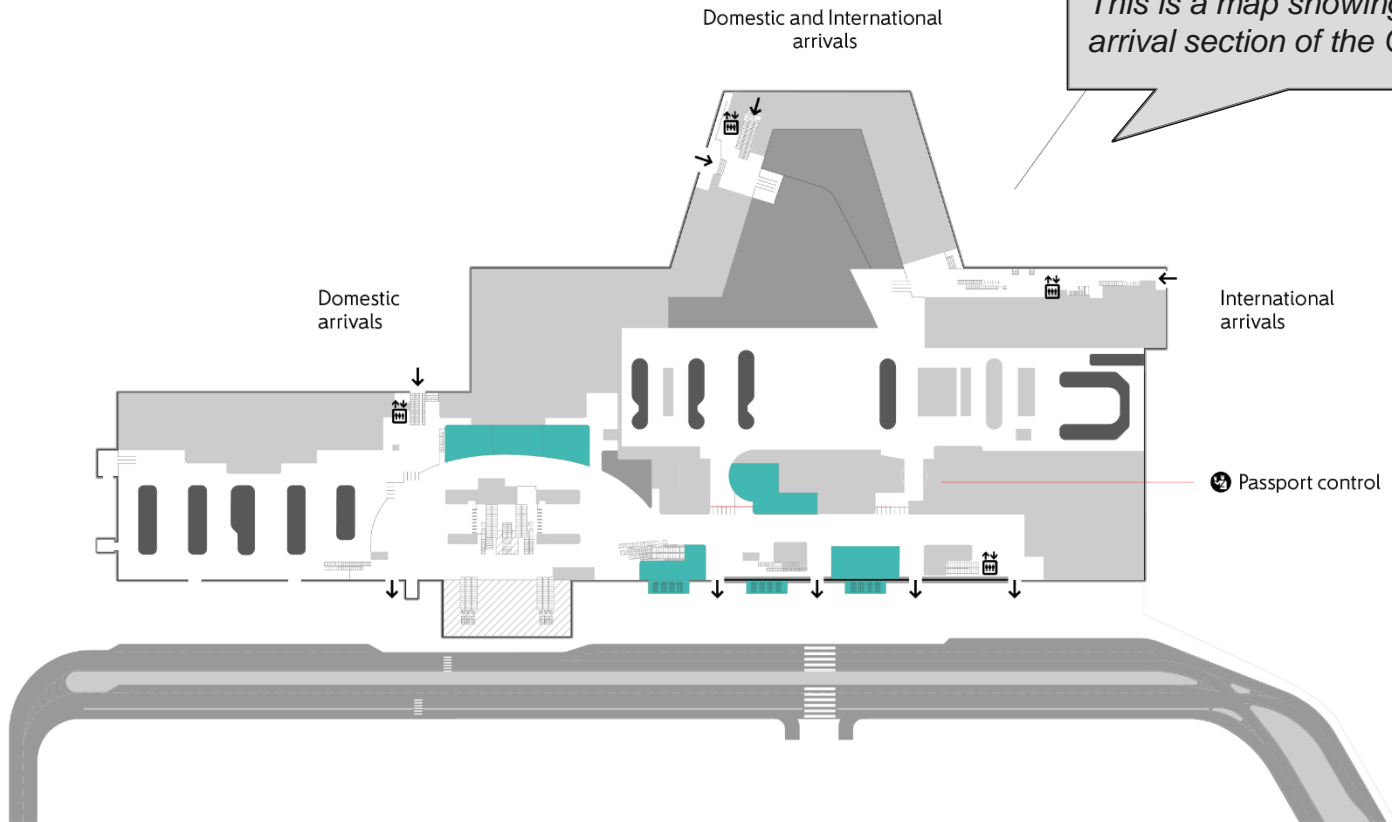 Domestic and International
arrivals
This is a map showing
arrival section of the
Domestic
arrivals
International
arrivals
Passport control